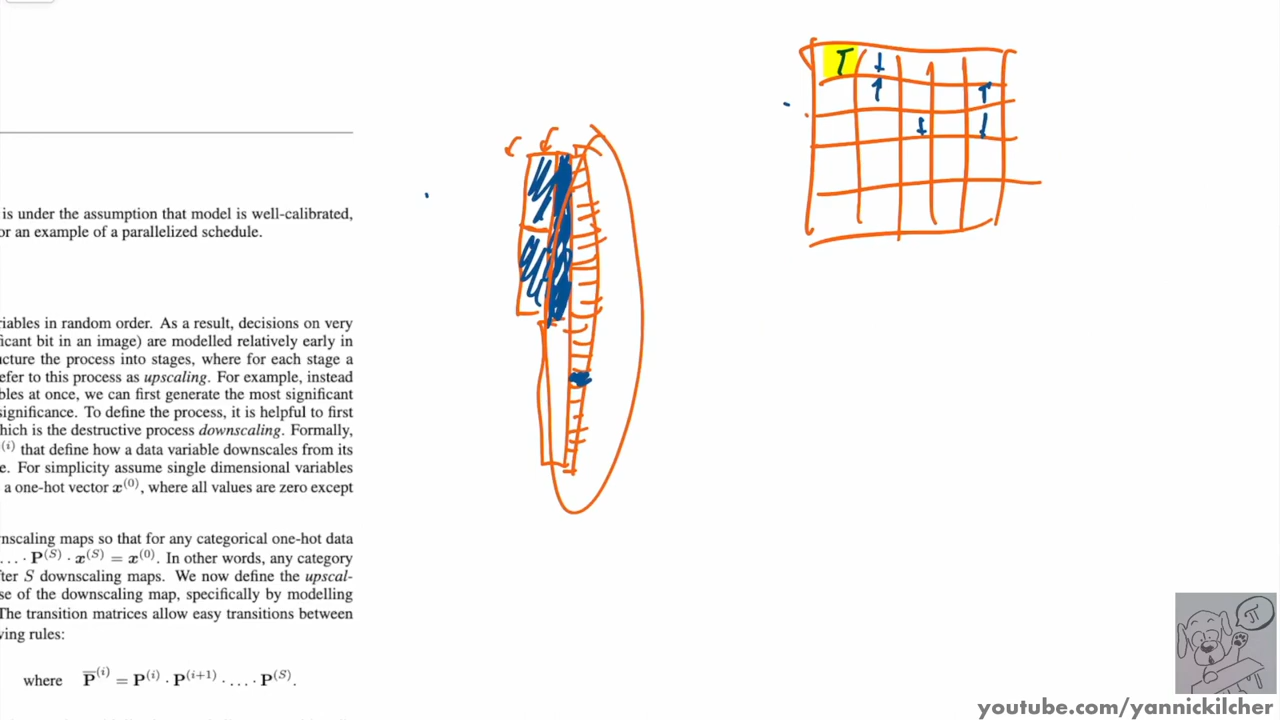 is under the assumption that model is well-calibrated,
or an example of a parallelized schedule.
riables in random order. As a result, decisions on very
ficant bit in an image) are modelled relatively early in
ucture the process into stages, where for each stage a
efer to this process as upscaling. For example, instead
bles at once, we can first generate the most significant
significance. To define the process, it is helpful to first
hich is the destructive process downscaling. Formally,
(i) that define how a data variable downscales from its
e. For simplicity assume single dimensional variables
a one-hot vector x(0), where all values are zero except
nscaling maps so that for any categorical one-hot data
... · P(S) · x(S) = x(0). In other words, any category
fter S downscaling maps. We now define the upscal-
se of the downscaling map, specifically by modelling
The transition matrices allow easy transitions between
ving rules:
where P̅(i) = P(i) · P(i+1) · ... · P(S).
π
youtube.com/yannickilcher